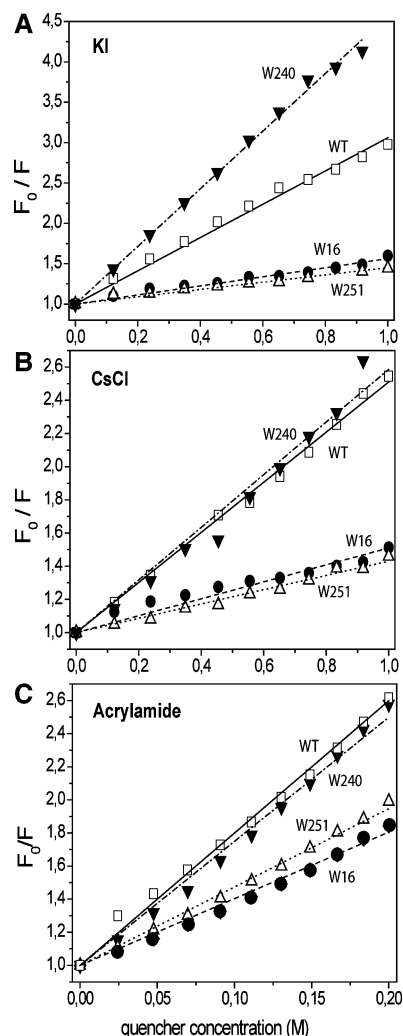 A
KI
4,5
4,0
3,5
3,0
2,5
2,0
1,5
1,0
F0 / F
W240
WT
W16
W251
0,0 0,2 0,4 0,6 0,8 1,0
B
CsCl
2,6
2,4
2,2
2,0
1,8
1,6
1,4
1,2
1,0
F0 / F
W240
WT
W16
W251
0,0 0,2 0,4 0,6 0,8 1,0
C
Acrylamide
2,6
2,4
2,2
2,0
1,8
1,6
1,4
1,2
1,0
F0/F
WT
W240
W251
W16
0,00 0,05 0,10 0,15 0,20
quencher concentration (M)